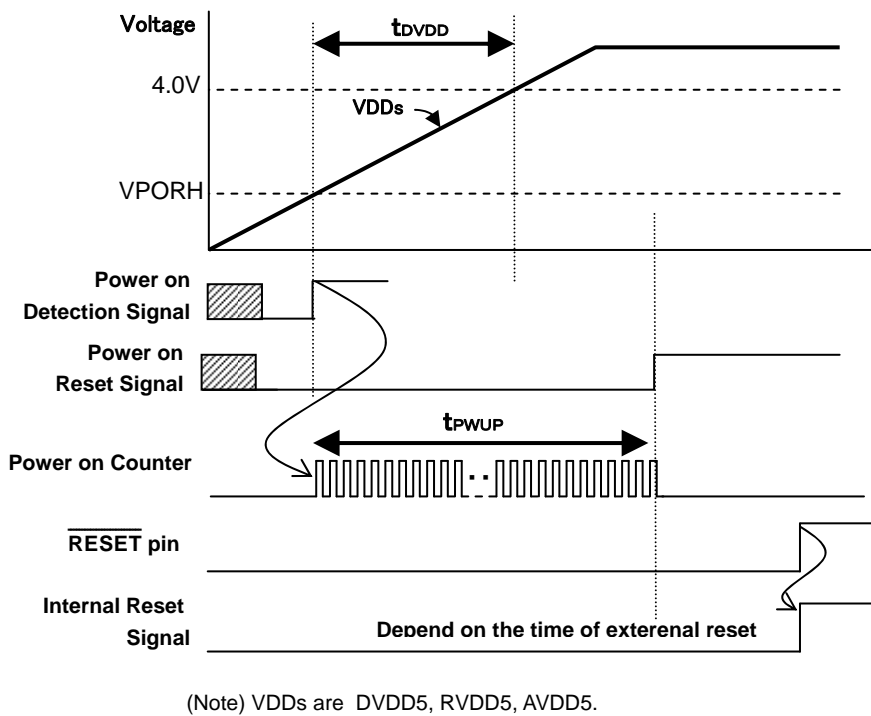 Voltage
tDVDD
4.0V
VDDs
VPORH
Power on
Detection Signal
Power on
Reset Signal
tPWUP
Power on Counter
RESET pin
Internal Reset
Signal
Depend on the time of exterenal reset
(Note) VDDs are DVDD5, RVDD5, AVDD5.